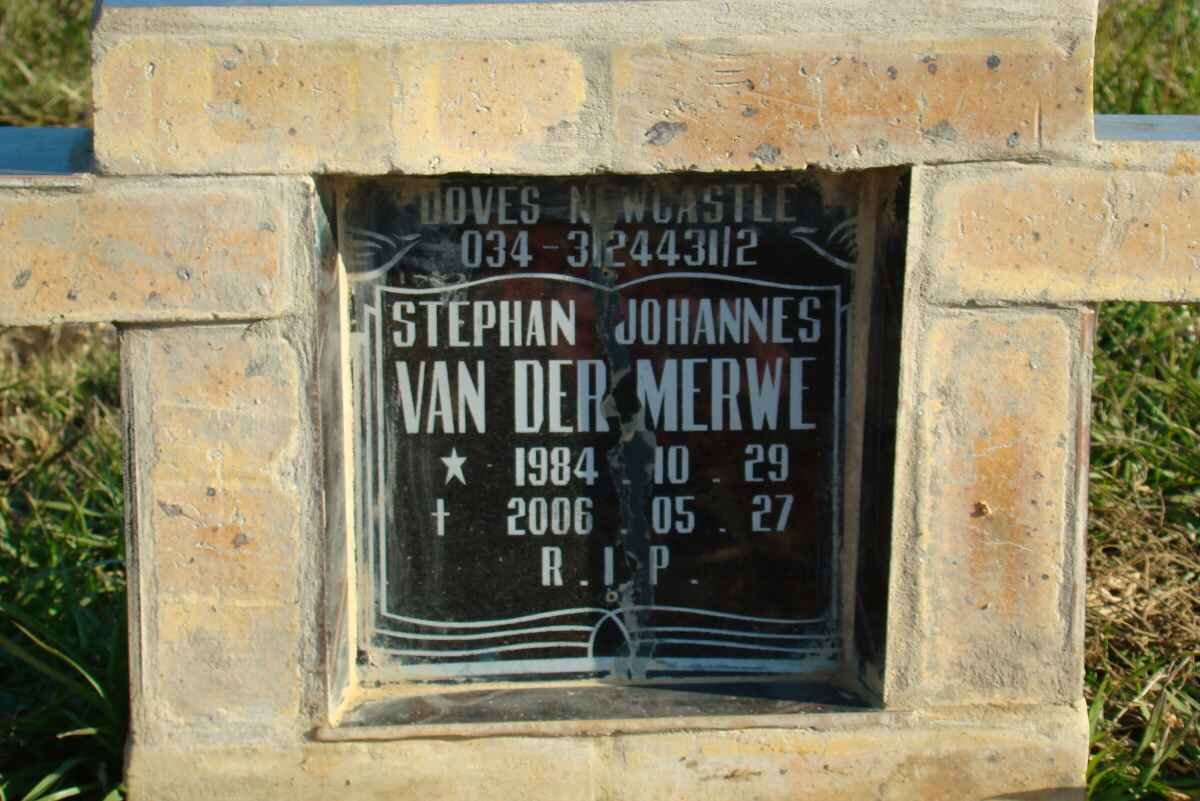 DOVES NEWCASTLE
034-3124431/2
STEPHAN JOHANNES
VAN DER MERWE
★ 1984.10.29
† 2006.05.27
R.I.P.